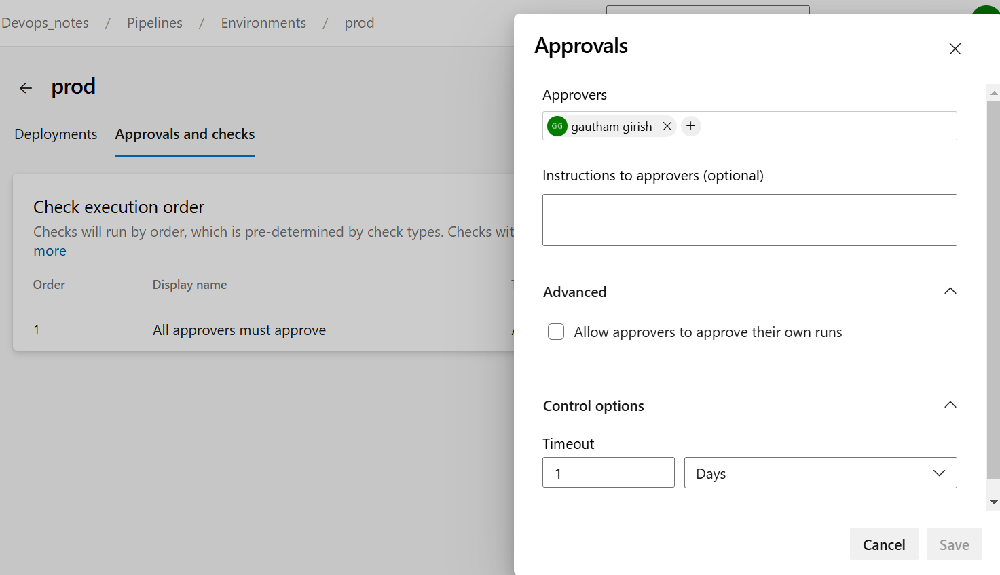 Devops_notes / Pipelines / Environments / prod
prod
Deployments Approvals and checks
Check execution order
Checks will run by order, which is pre-determined by check types. Checks
more
Order Display name
1 All approvers must approve
Approvals
Approvers
GG gautham girish
Instructions to approvers (optional)
Advanced
Allow approvers to approve their own runs
Control options
Timeout
1 Days
Cancel Save